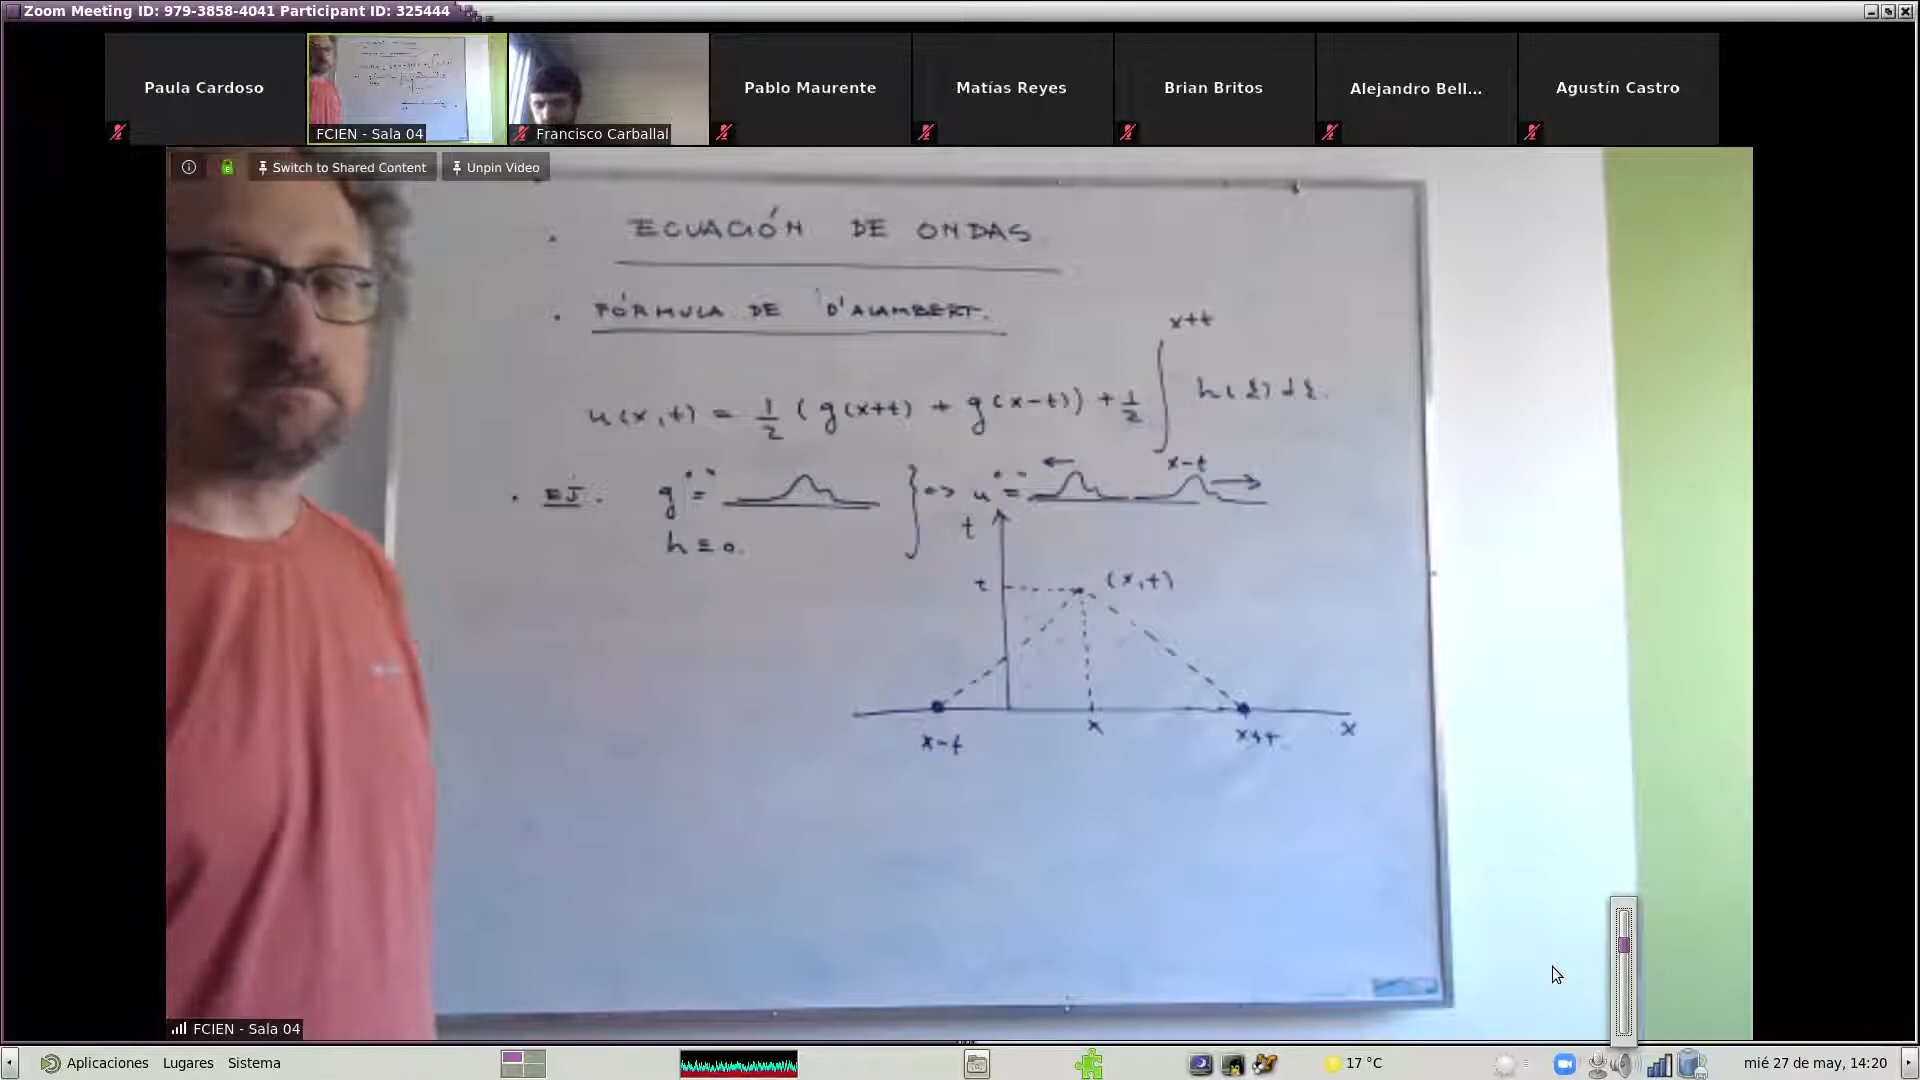 Zoom Meeting ID: 979-3858-4041 Participant ID: 325444
Paula Cardoso
FCIEN - Sala 04
Francisco Carballal
Pablo Maurente
Matías Reyes
Brian Britos
Alejandro Bell...
Agustín Castro
Switch to Shared Content
Unpin Video
. ECUACIÓN DE ONDAS
. FÓRMULA DE D'ALAMBERT.
x+t
u(x,t) = 1/2 (g(x+t) + g(x-t)) + 1/2 ∫ h(ξ)dξ.
x-t
. EJ. g "=" } => u "="
h ≡ 0.
t
t (x,t)
x-t x x+t x
FCIEN - Sala 04
Aplicaciones Lugares Sistema
17 °C
mié 27 de may, 14:20